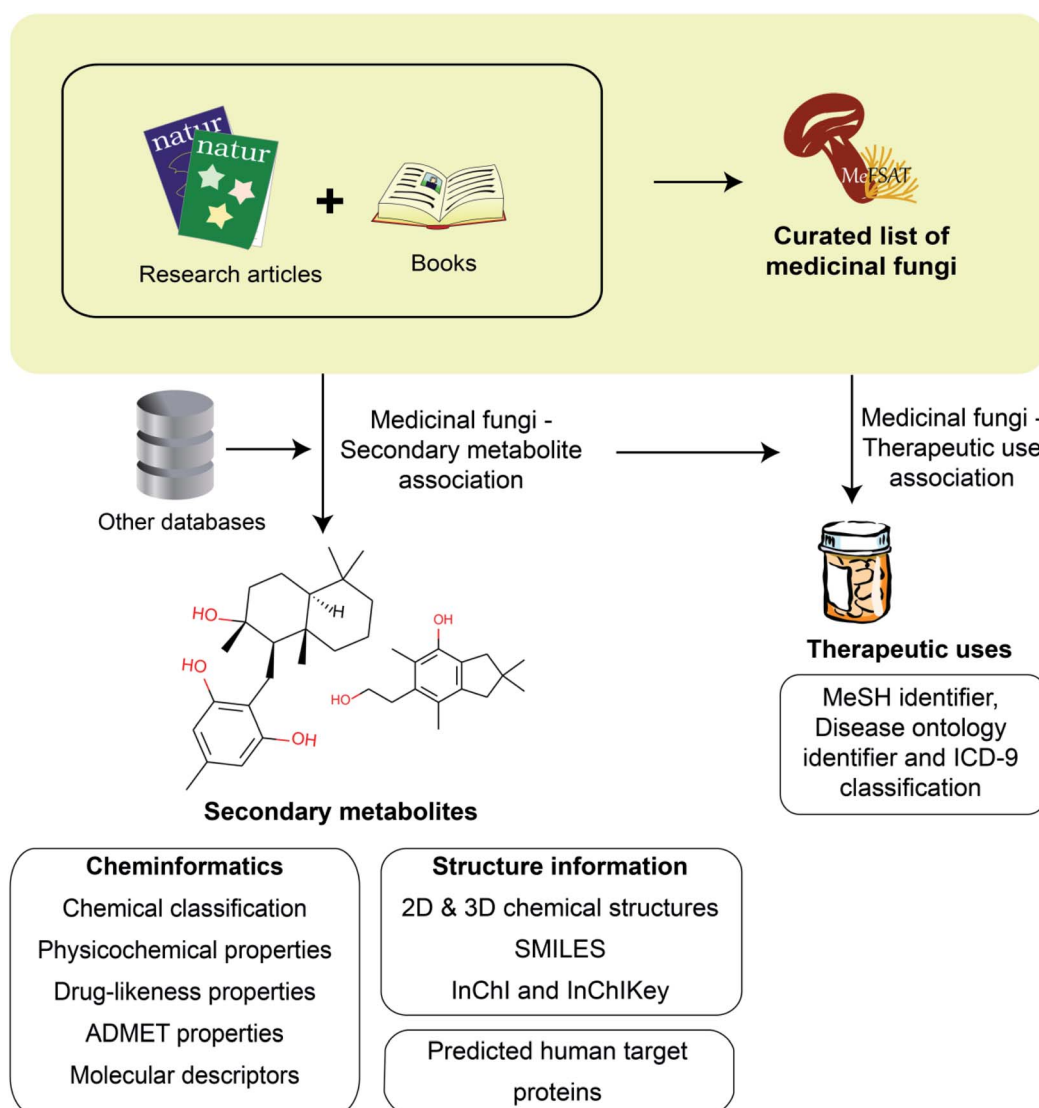 natur
natur
+
Research articles
Books
MeFSAT
Curated list of
medicinal fungi
Other databases
Medicinal fungi -
Secondary metabolite
association
Medicinal fungi -
Therapeutic use
association
HO
H
HO
OH
OH
HO
Secondary metabolites
Therapeutic uses
MeSH identifier,
Disease ontology
identifier and ICD-9
classification
Cheminformatics
Chemical classification
Physicochemical properties
Drug-likeness properties
ADMET properties
Molecular descriptors
Structure information
2D & 3D chemical structures
SMILES
InChI and InChIKey
Predicted human target
proteins